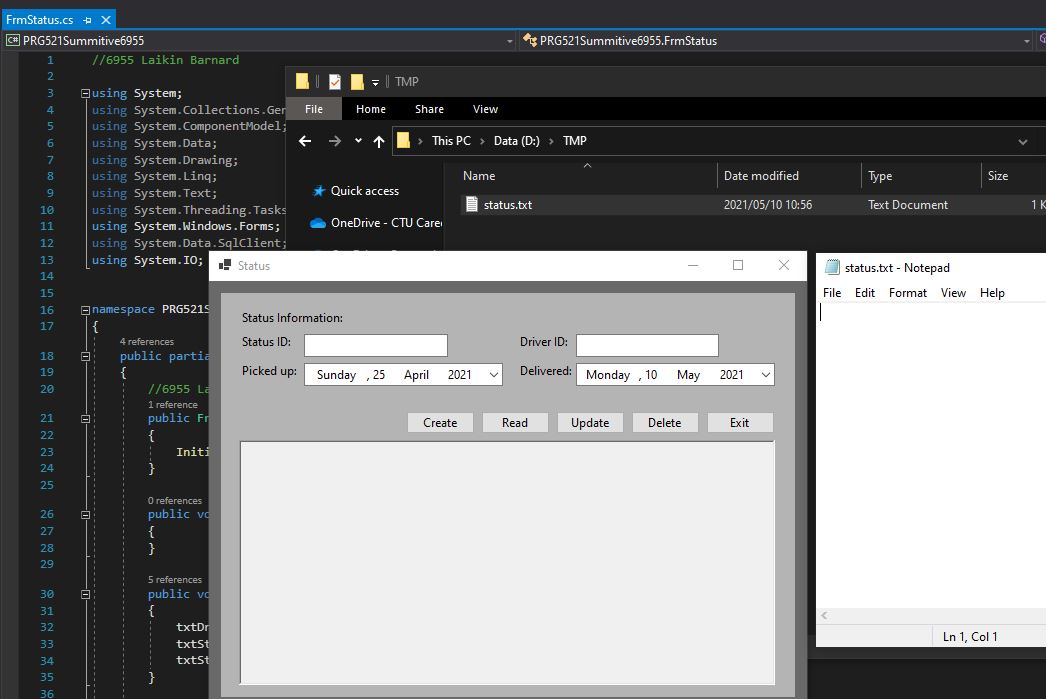 FrmStatus.cs
PRG521Summitive6955
PRG521Summitive6955.FrmStatus
1 //6955 Laikin Barnard
2
3 using System;
4 using System.Collections.Ger
5 using System.ComponentModel;
6 using System.Data;
7 using System.Drawing;
8 using System.Linq;
9 using System.Text;
10 using System.Threading.Tasks
11 using System.Windows.Forms;
12 using System.Data.SqlClient;
13 using System.IO;
14
15
16 namespace PRG521S
17 {
4 references
18 public partia
19 {
20 //6955 La
1 reference
21 public Fr
22 {
23 Initi
24 }
25
0 references
26 public vo
27 {
28 }
29
5 references
30 public vo
31 {
32 txtDr
33 txtSt
34 txtSt
35 }
36
TMP
File Home Share View
This PC > Data (D:) > TMP
Quick access
OneDrive - CTU Caree
Name Date modified Type Size
status.txt 2021/05/10 10:56 Text Document 1 K
Status
Status Information:
Status ID: Driver ID:
Picked up: Sunday , 25 April 2021 Delivered: Monday , 10 May 2021
Create Read Update Delete Exit
status.txt - Notepad
File Edit Format View Help
Ln 1, Col 1